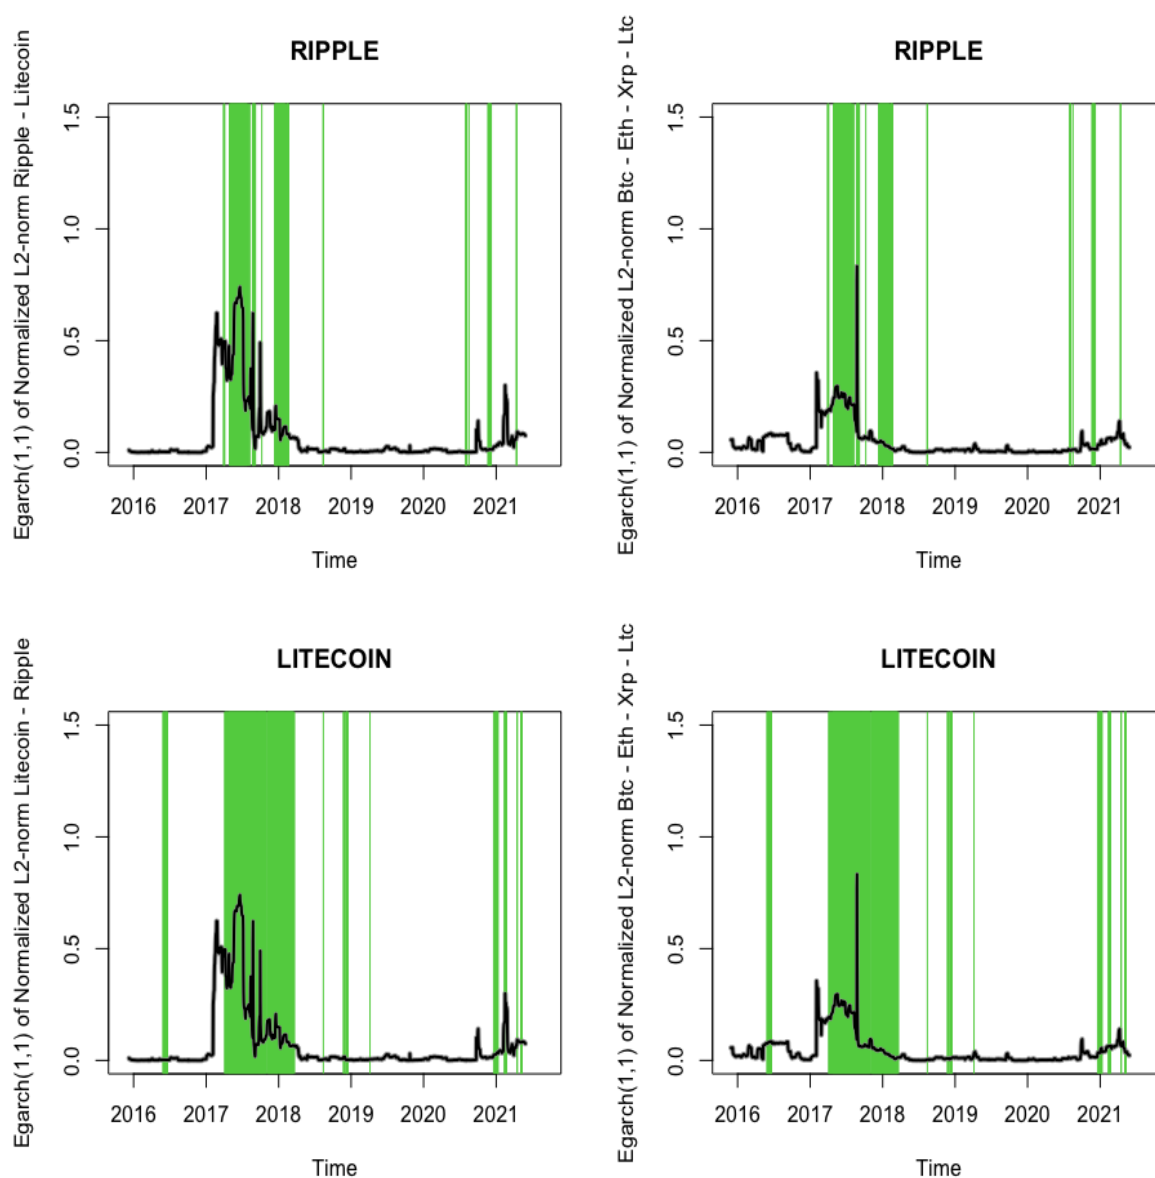 RIPPLE
Egarch(1,1) of Normalized L2-norm Ripple - Litecoin
1.5
1.0
0.5
0.0
2016 2017 2018 2019 2020 2021
Time
RIPPLE
Egarch(1,1) of Normalized L2-norm Btc - Eth - Xrp - Ltc
1.5
1.0
0.5
0.0
2016 2017 2018 2019 2020 2021
Time
LITECOIN
Egarch(1,1) of Normalized L2-norm Litecoin - Ripple
1.5
1.0
0.5
0.0
2016 2017 2018 2019 2020 2021
Time
LITECOIN
Egarch(1,1) of Normalized L2-norm Btc - Eth - Xrp - Ltc
1.5
1.0
0.5
0.0
2016 2017 2018 2019 2020 2021
Time